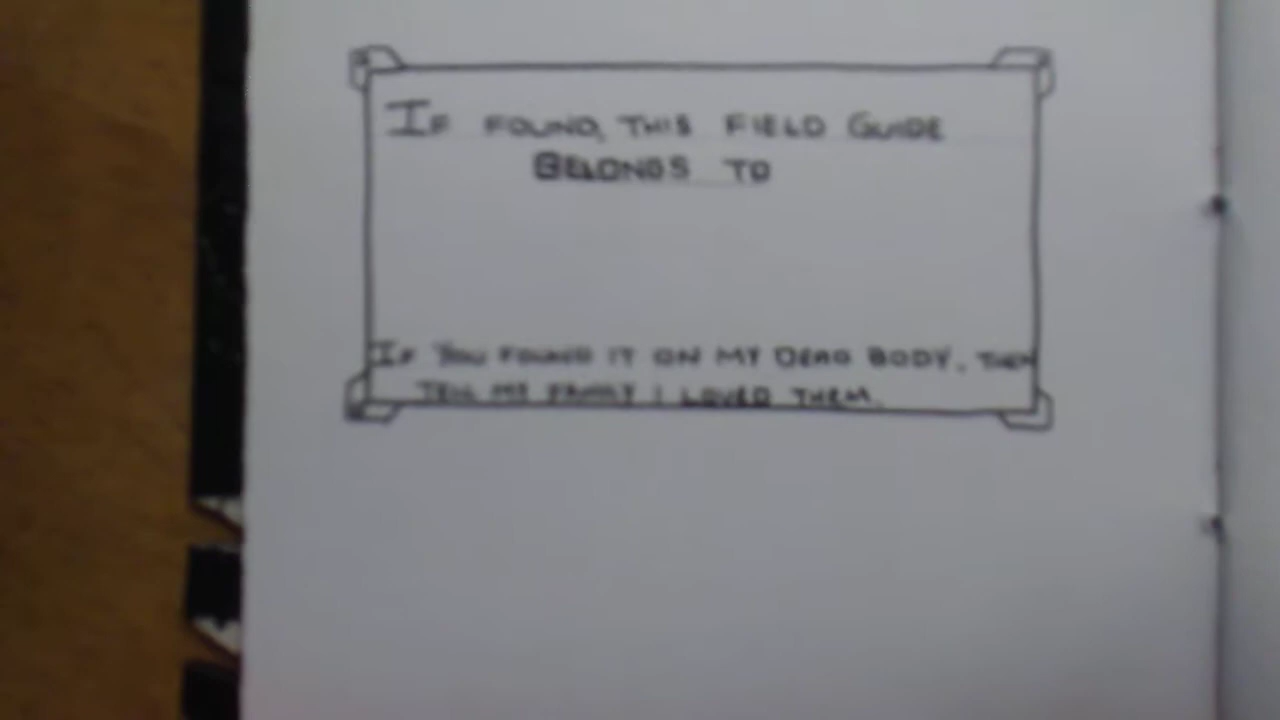 If FOUND, THIS FIELD GUIDE
BELONGS TO
If YOU FOUND IT ON MY DEAD BODY, THEN
TELL MY FAMILY I LOVED THEM.